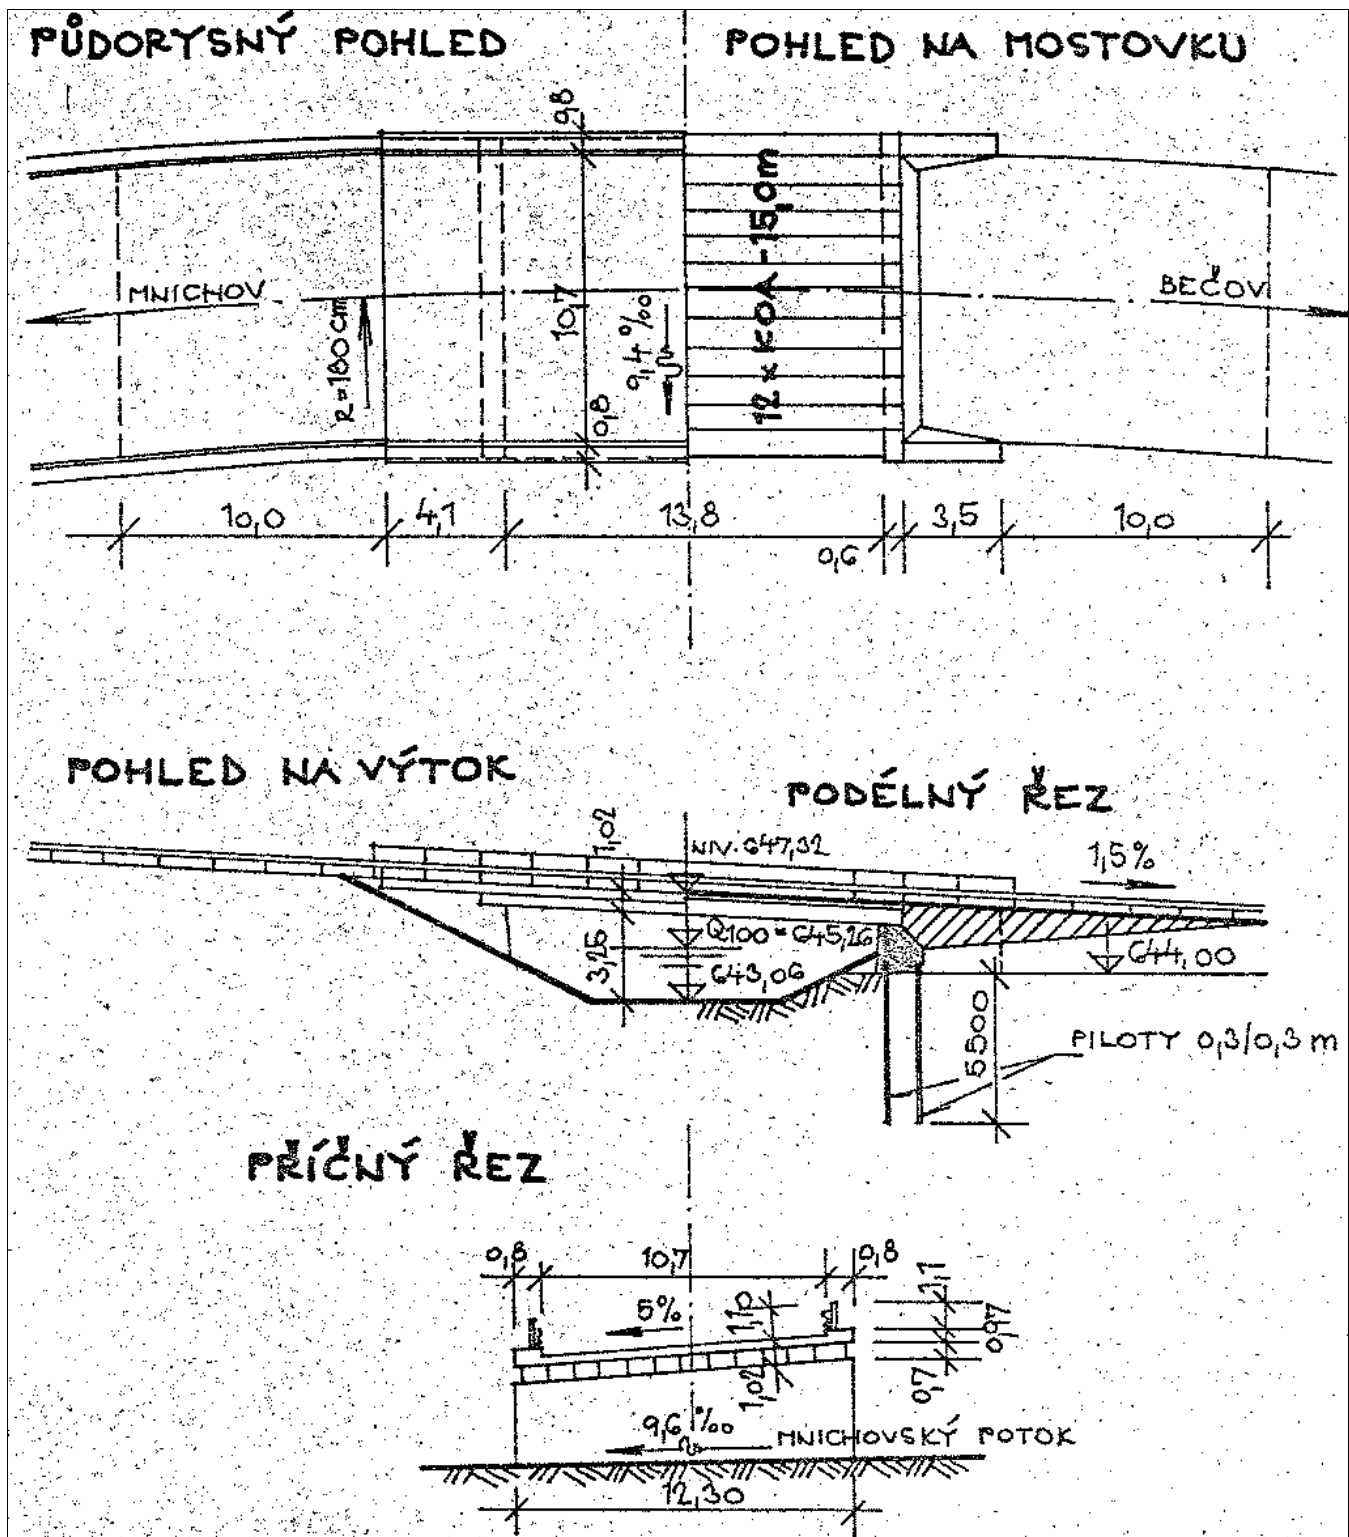 PŮDORYSNÝ POHLED
POHLED NA MOSTOVKU
0,8
MNICHOV
BEČOV
R=180 cm
10,7
9,4 ‰
0,8
12 x KOA - 15,0m
10,0
4,1
13,8
0,6
3,5
10,0
POHLED NA VÝTOK
PODÉLNÝ ŘEZ
1,02
NIV. 647,32
1,5%
Q100 = 645,26
3,26
643,06
644,00
5500
PILOTY 0,3/0,3 m
PŘÍČNÝ ŘEZ
0,8
10,7
0,8
5%
1,10
1,1
0,97
1,02
0,7
9,6 ‰
MNICHOVSKÝ POTOK
12,30